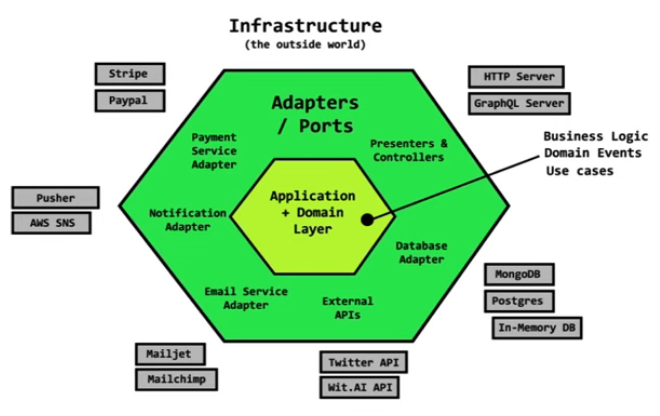 Infrastructure
(the outside world)
Stripe
Paypal
HTTP Server
GraphQL Server
Adapters
/ Ports
Payment
Service
Adapter
Presenters &
Controllers
Business Logic
Domain Events
Use cases
Pusher
AWS SNS
Notification
Adapter
Application
+ Domain
Layer
Database
Adapter
Email Service
Adapter
External
APIs
MongoDB
Postgres
In-Memory DB
Mailjet
Mailchimp
Twitter API
Wit.AI API